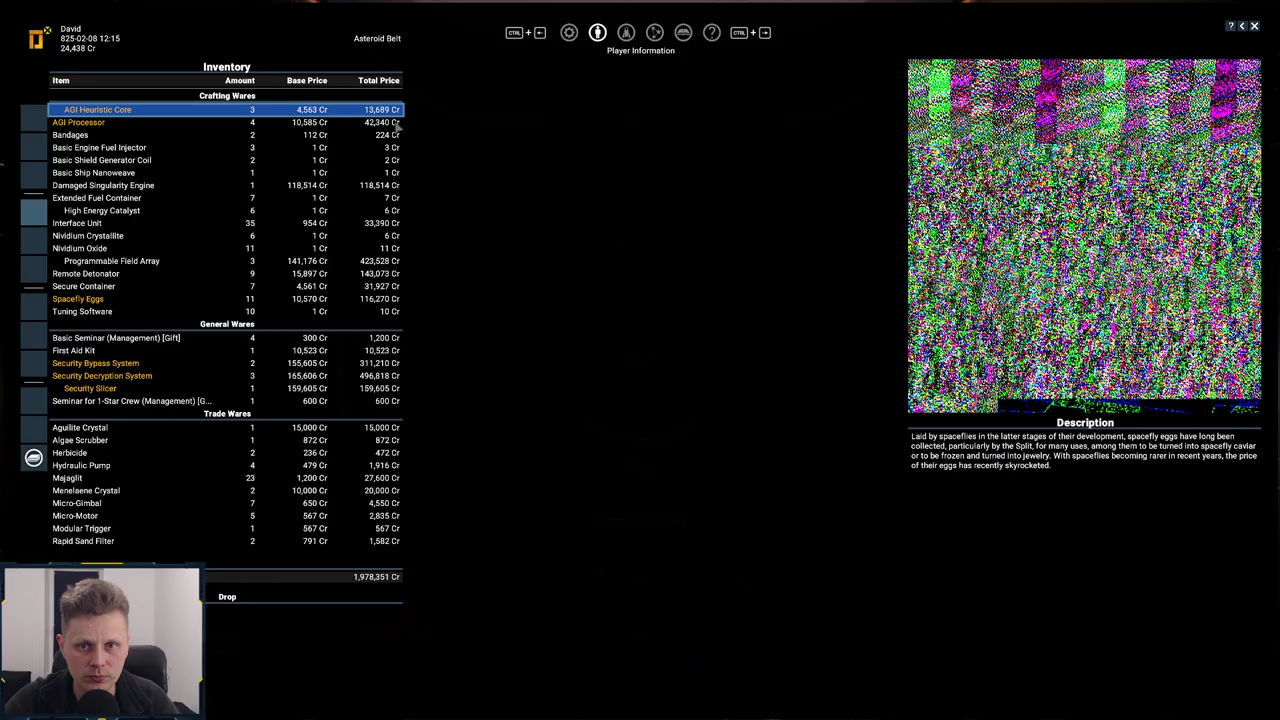 David
825-02-08 12:15
24,438 Cr
Asteroid Belt
CTRL + ←
CTRL + →
Player Information
Inventory
Item Amount Base Price Total Price
Crafting Wares
AGI Heuristic Core 3 4,563 Cr 13,689 Cr
AGI Processor 4 10,585 Cr 42,340 Cr
Bandages 2 112 Cr 224 Cr
Basic Engine Fuel Injector 3 1 Cr 3 Cr
Basic Shield Generator Coil 2 1 Cr 2 Cr
Basic Ship Nanoweave 1 1 Cr 1 Cr
Damaged Singularity Engine 1 118,514 Cr 118,514 Cr
Extended Fuel Container 7 1 Cr 7 Cr
High Energy Catalyst 6 1 Cr 6 Cr
Interface Unit 35 954 Cr 33,390 Cr
Nividium Crystallite 6 1 Cr 6 Cr
Nividium Oxide 11 1 Cr 11 Cr
Programmable Field Array 3 141,176 Cr 423,528 Cr
Remote Detonator 9 15,897 Cr 143,073 Cr
Secure Container 7 4,561 Cr 31,927 Cr
Spacefly Eggs 11 10,570 Cr 116,270 Cr
Tuning Software 10 1 Cr 10 Cr
General Wares
Basic Seminar (Management) [Gift] 4 300 Cr 1,200 Cr
First Aid Kit 1 10,523 Cr 10,523 Cr
Security Bypass System 2 155,605 Cr 311,210 Cr
Security Decryption System 3 165,606 Cr 496,818 Cr
Security Slicer 1 159,605 Cr 159,605 Cr
Seminar for 1-Star Crew (Management) [G... 1 600 Cr 600 Cr
Trade Wares
Aguilite Crystal 1 15,000 Cr 15,000 Cr
Algae Scrubber 1 872 Cr 872 Cr
Herbicide 2 236 Cr 472 Cr
Hydraulic Pump 4 479 Cr 1,916 Cr
Majaglit 23 1,200 Cr 27,600 Cr
Menelaene Crystal 2 10,000 Cr 20,000 Cr
Micro-Gimbal 7 650 Cr 4,550 Cr
Micro-Motor 5 567 Cr 2,835 Cr
Modular Trigger 1 567 Cr 567 Cr
Rapid Sand Filter 2 791 Cr 1,582 Cr
1,978,351 Cr
Drop
Description
Laid by spaceflies in the latter stages of their development, spacefly eggs have long been
collected, particularly by the Split, for many uses, among them to be turned into spacefly caviar
or to be frozen and turned into jewelry. With spaceflies becoming rarer in recent years, the price
of their eggs has recently skyrocketed.